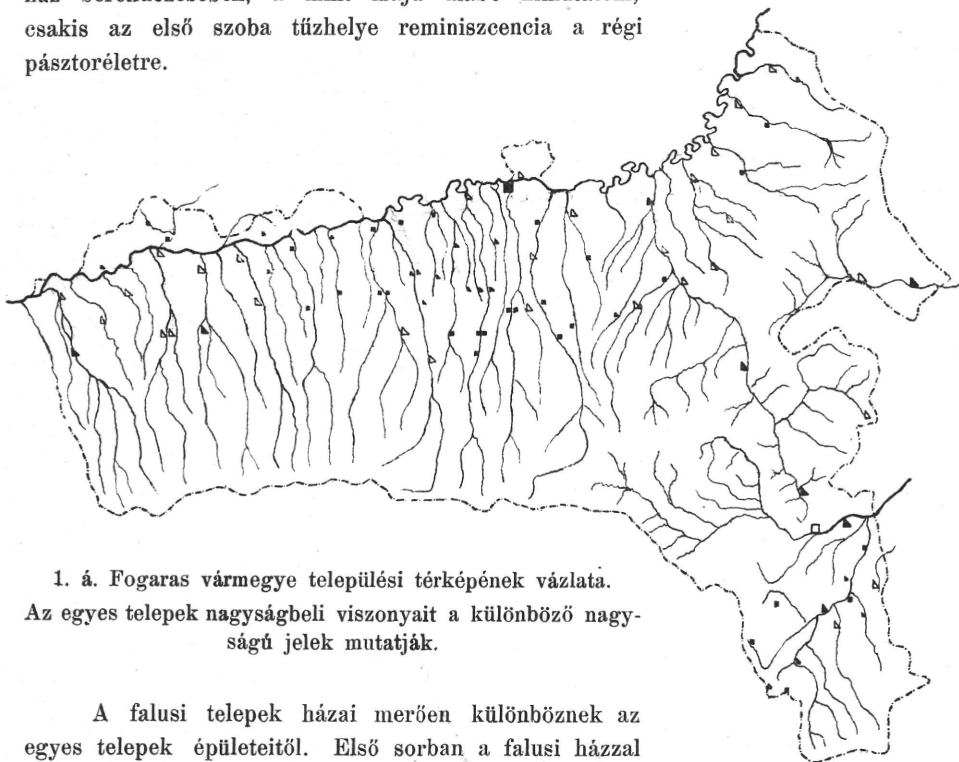 csakis az első szoba tűzhelye reminiszcencia a régi
pásztoréletre.
1. á. Fogaras vármegye települési térképének vázlata.
Az egyes telepek nagyságbeli viszonyait a különböző nagy-
ságú jelek mutatják.
A falusi telepek házai merően különböznek az
egyes telepek épületeitől. Első sorban a falusi házzal